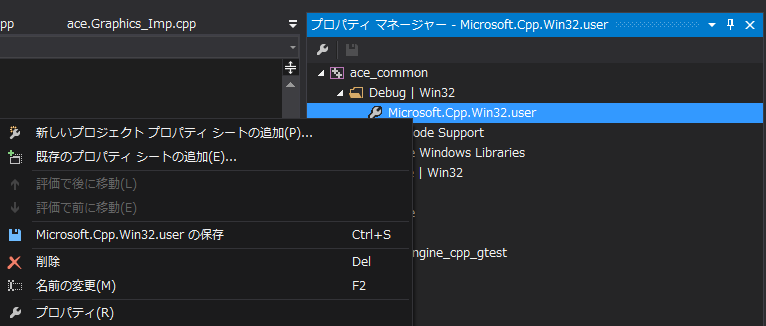 pp
ace.Graphics_Imp.cpp
プロパティ マネージャー - Microsoft.Cpp.Win32.user
ace_common
Debug | Win32
Microsoft.Cpp.Win32.user
ode Support
Windows Libraries
| Win32
ngine_cpp_gtest
新しいプロジェクト プロパティ シートの追加(P)...
既存のプロパティ シートの追加(E)...
評価で後に移動(L)
評価で前に移動(E)
Microsoft.Cpp.Win32.user の保存 Ctrl+S
削除 Del
名前の変更(M) F2
プロパティ(R)